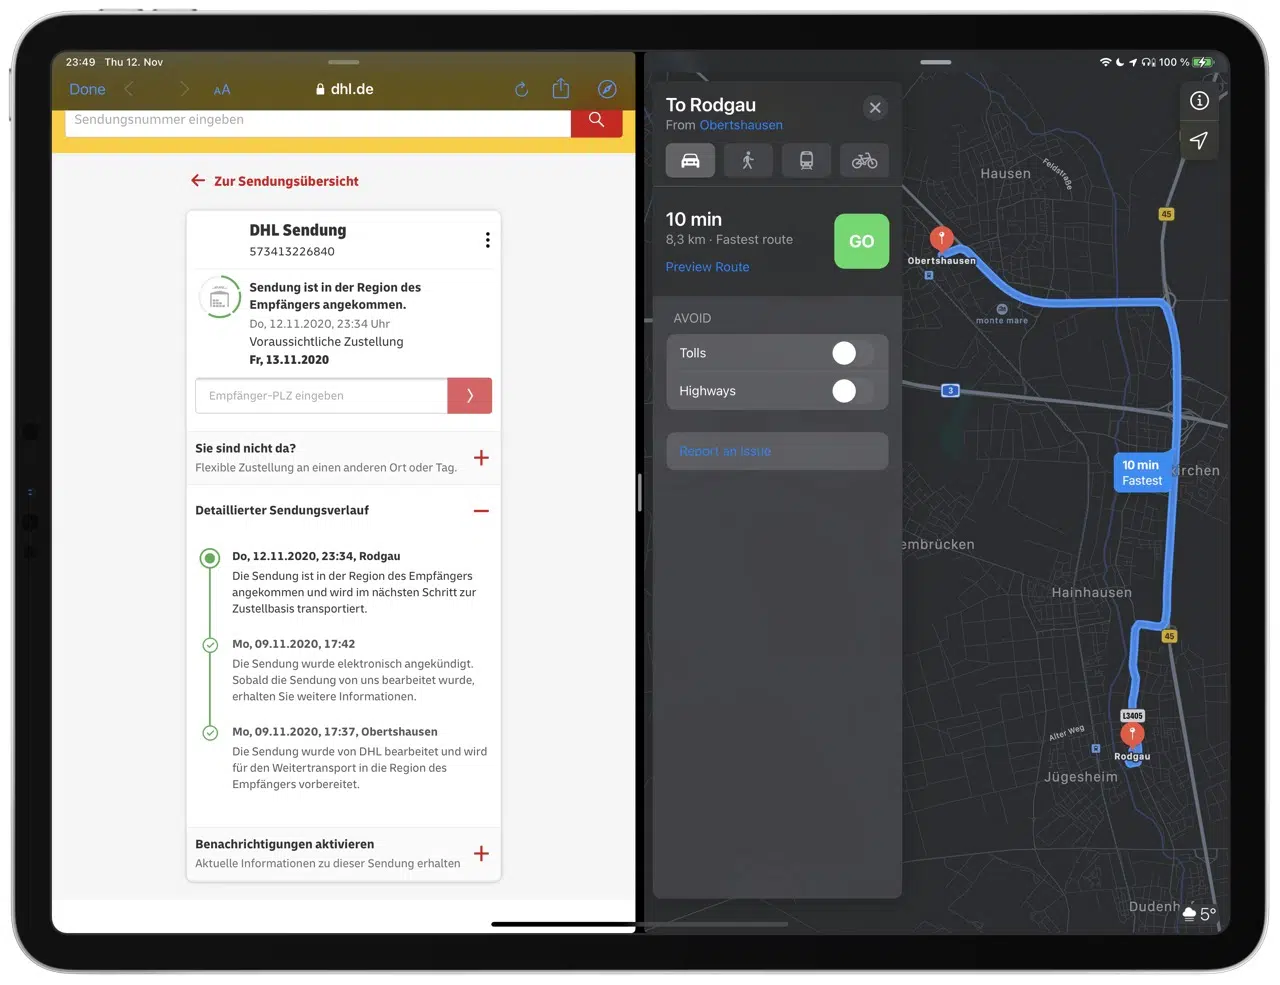 23:49 Thu 12. Nov
Done
AA
dhl.de
Sendungsnummer eingeben
Zur Sendungsübersicht
DHL Sendung
573413226840
Sendung ist in der Region des
Empfängers angekommen.
Do, 12.11.2020, 23:34 Uhr
Voraussichtliche Zustellung
Fr, 13.11.2020
Empfänger-PLZ eingeben
Sie sind nicht da?
Flexible Zustellung an einen anderen Ort oder Tag.
Detaillierter Sendungsverlauf
Do, 12.11.2020, 23:34, Rodgau
Die Sendung ist in der Region des Empfängers
angekommen und wird im nächsten Schritt zur
Zustellbasis transportiert.
Mo, 09.11.2020, 17:42
Die Sendung wurde elektronisch angekündigt.
Sobald die Sendung von uns bearbeitet wurde,
erhalten Sie weitere Informationen.
Mo, 09.11.2020, 17:37, Obertshausen
Die Sendung wurde von DHL bearbeitet und wird
für den Weitertransport in die Region des
Empfängers vorbereitet.
Benachrichtigungen aktivieren
Aktuelle Informationen zu dieser Sendung erhalten
100 %
To Rodgau
From Obertshausen
10 min
8,3 km · Fastest route
GO
Preview Route
AVOID
Tolls
Highways
Report an Issue
Hausen
Feldstraße
45
Obertshausen
monte mare
3
10 min
Fastest
kirchen
embrücken
Hainhausen
45
L3405
Alter Weg
Rodgau
Jügesheim
Dudenh
5°